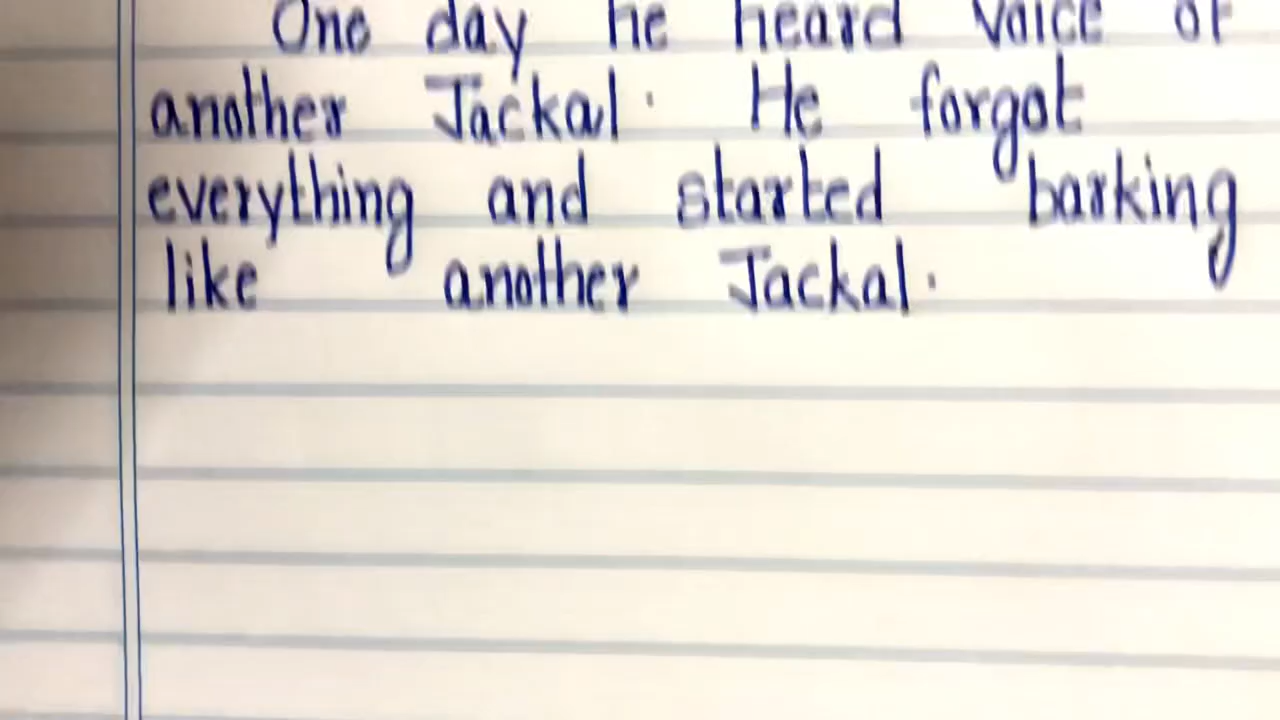 One day he heard voice of
another Jackal. He forgot
everything and started barking
like another Jackal.